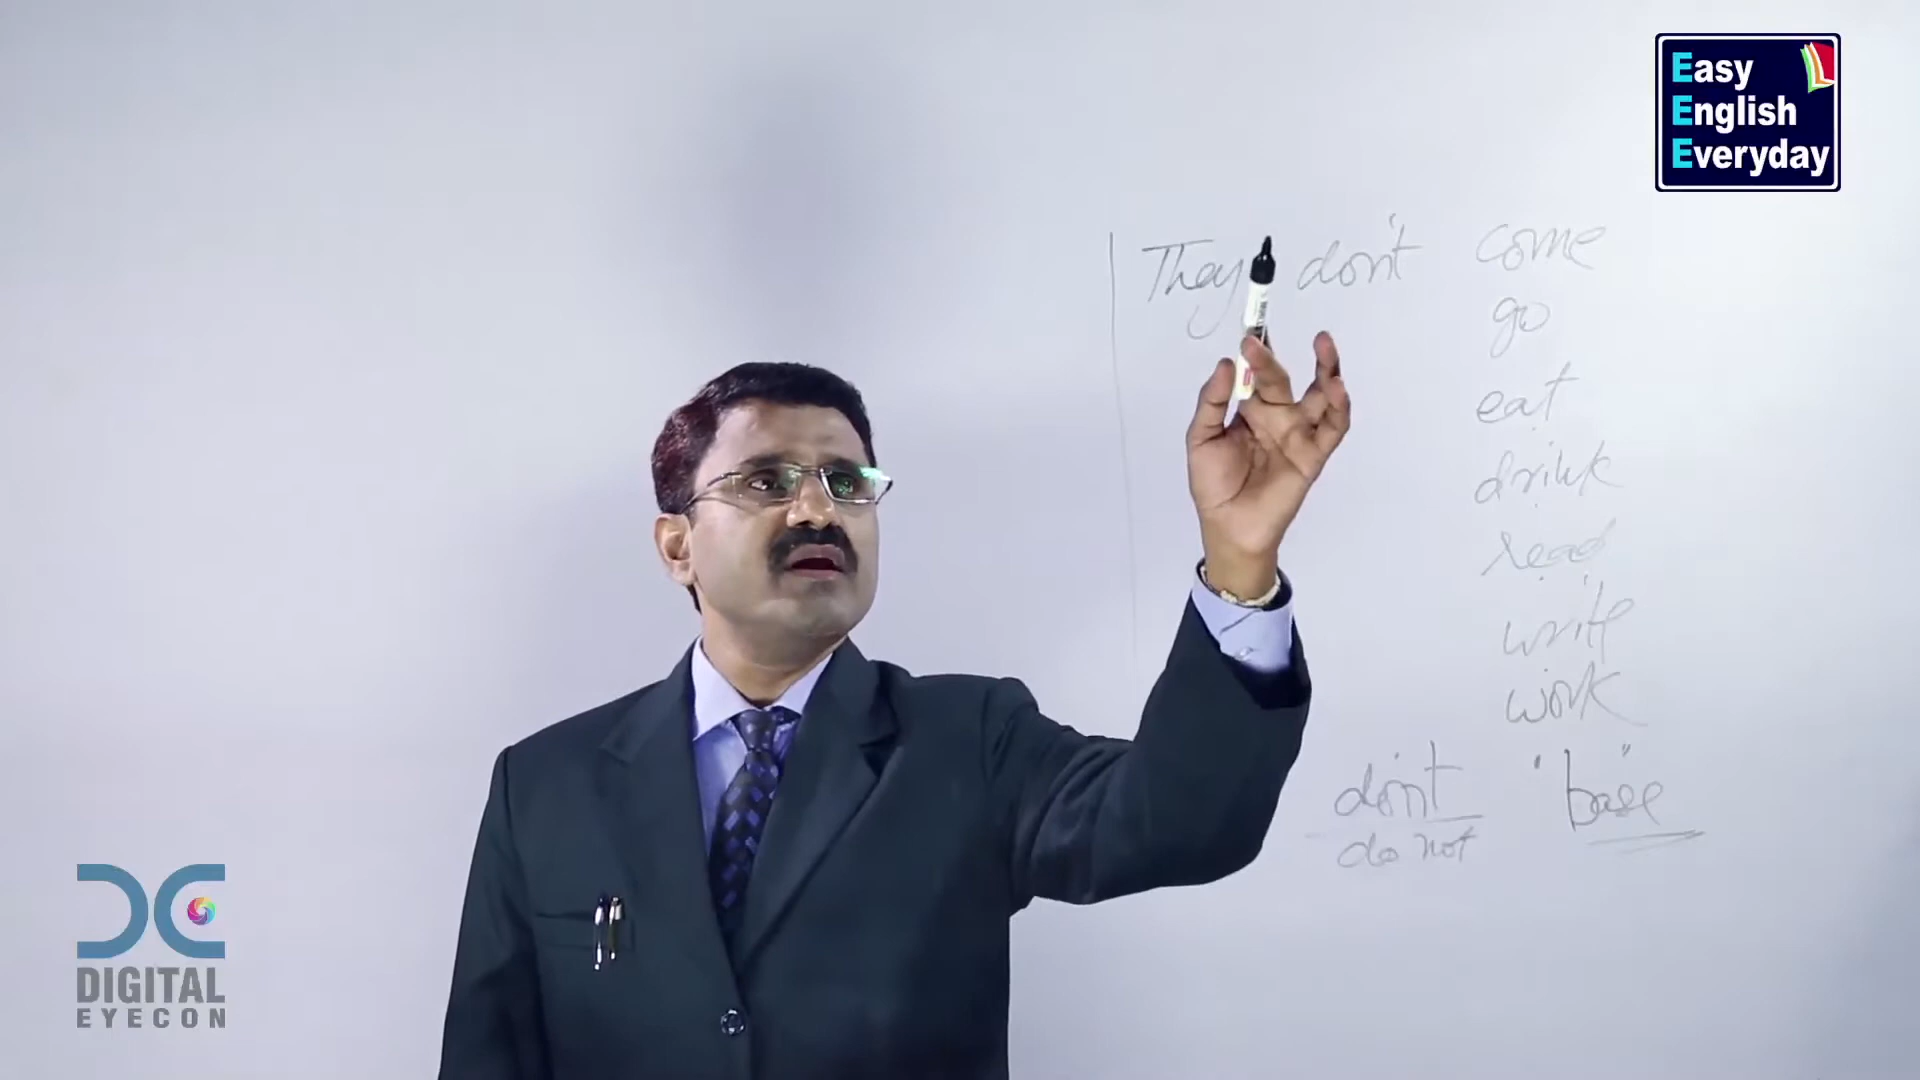 Easy
English
Everyday
They don't come
go
eat
drink
read
write
work
don't "base"
do not
DIGITAL
EYECON